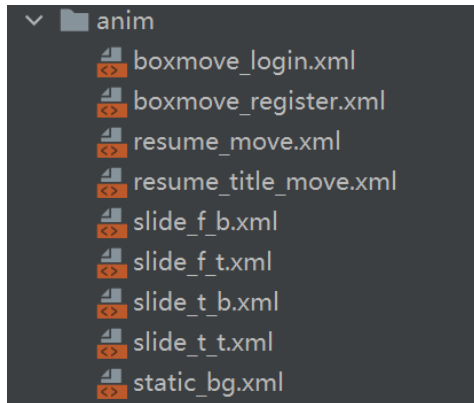 anim
boxmove_login.xml
boxmove_register.xml
resume_move.xml
resume_title_move.xml
slide_f_b.xml
slide_f_t.xml
slide_t_b.xml
slide_t_t.xml
static_bg.xml